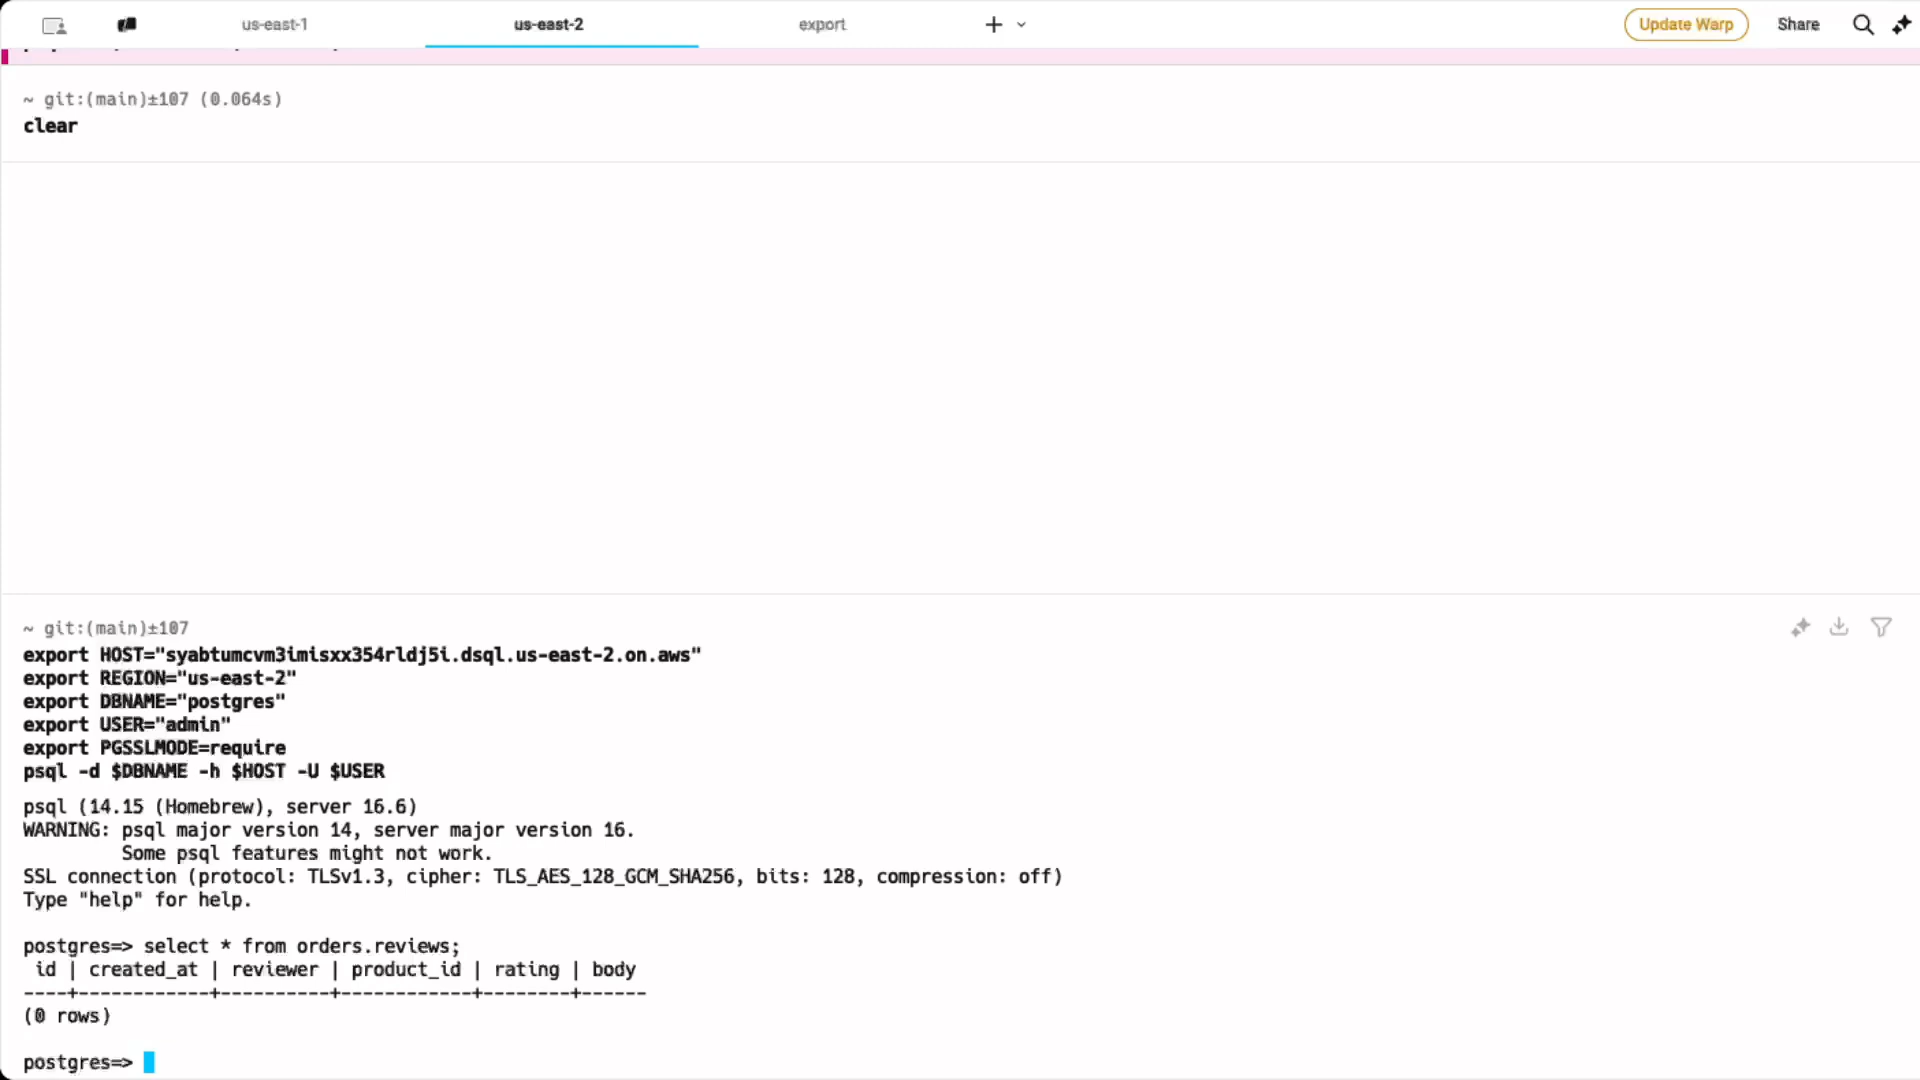 us-east-1
us-east-2
export
Update Warp
Share
~ git:(main)±107 (0.064s)
clear
~ git:(main)±107
export HOST="syabtumcvm3imisxx354rldj5i.dsql.us-east-2.on.aws"
export REGION="us-east-2"
export DBNAME="postgres"
export USER="admin"
export PGSSLMODE=require
psql -d $DBNAME -h $HOST -U $USER
psql (14.15 (Homebrew), server 16.6)
WARNING: psql major version 14, server major version 16.
         Some psql features might not work.
SSL connection (protocol: TLSv1.3, cipher: TLS_AES_128_GCM_SHA256, bits: 128, compression: off)
Type "help" for help.
postgres=> select * from orders.reviews;
 id | created_at | reviewer | product_id | rating | body
----+------------+----------+------------+--------+------
(0 rows)
postgres=>